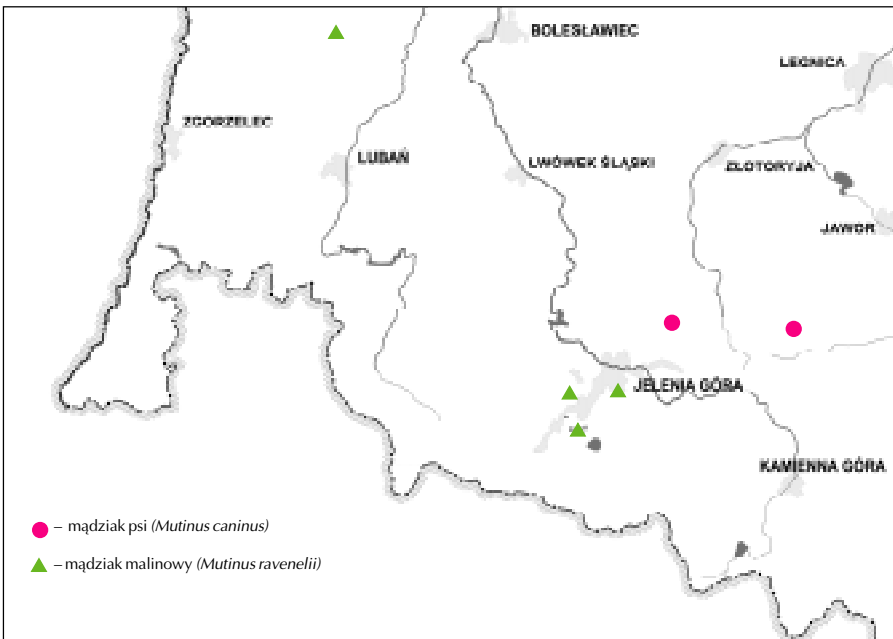 BOLESŁAWIEC
LEGNICA
ZGORZELEC
LUBAŃ
LWÓWEK ŚLĄSKI
ZŁOTORYJA
JAWOR
JELENIA GÓRA
KAMIENNA GÓRA
– mądziak psi (Mutinus caninus)
– mądziak malinowy (Mutinus ravenelii)